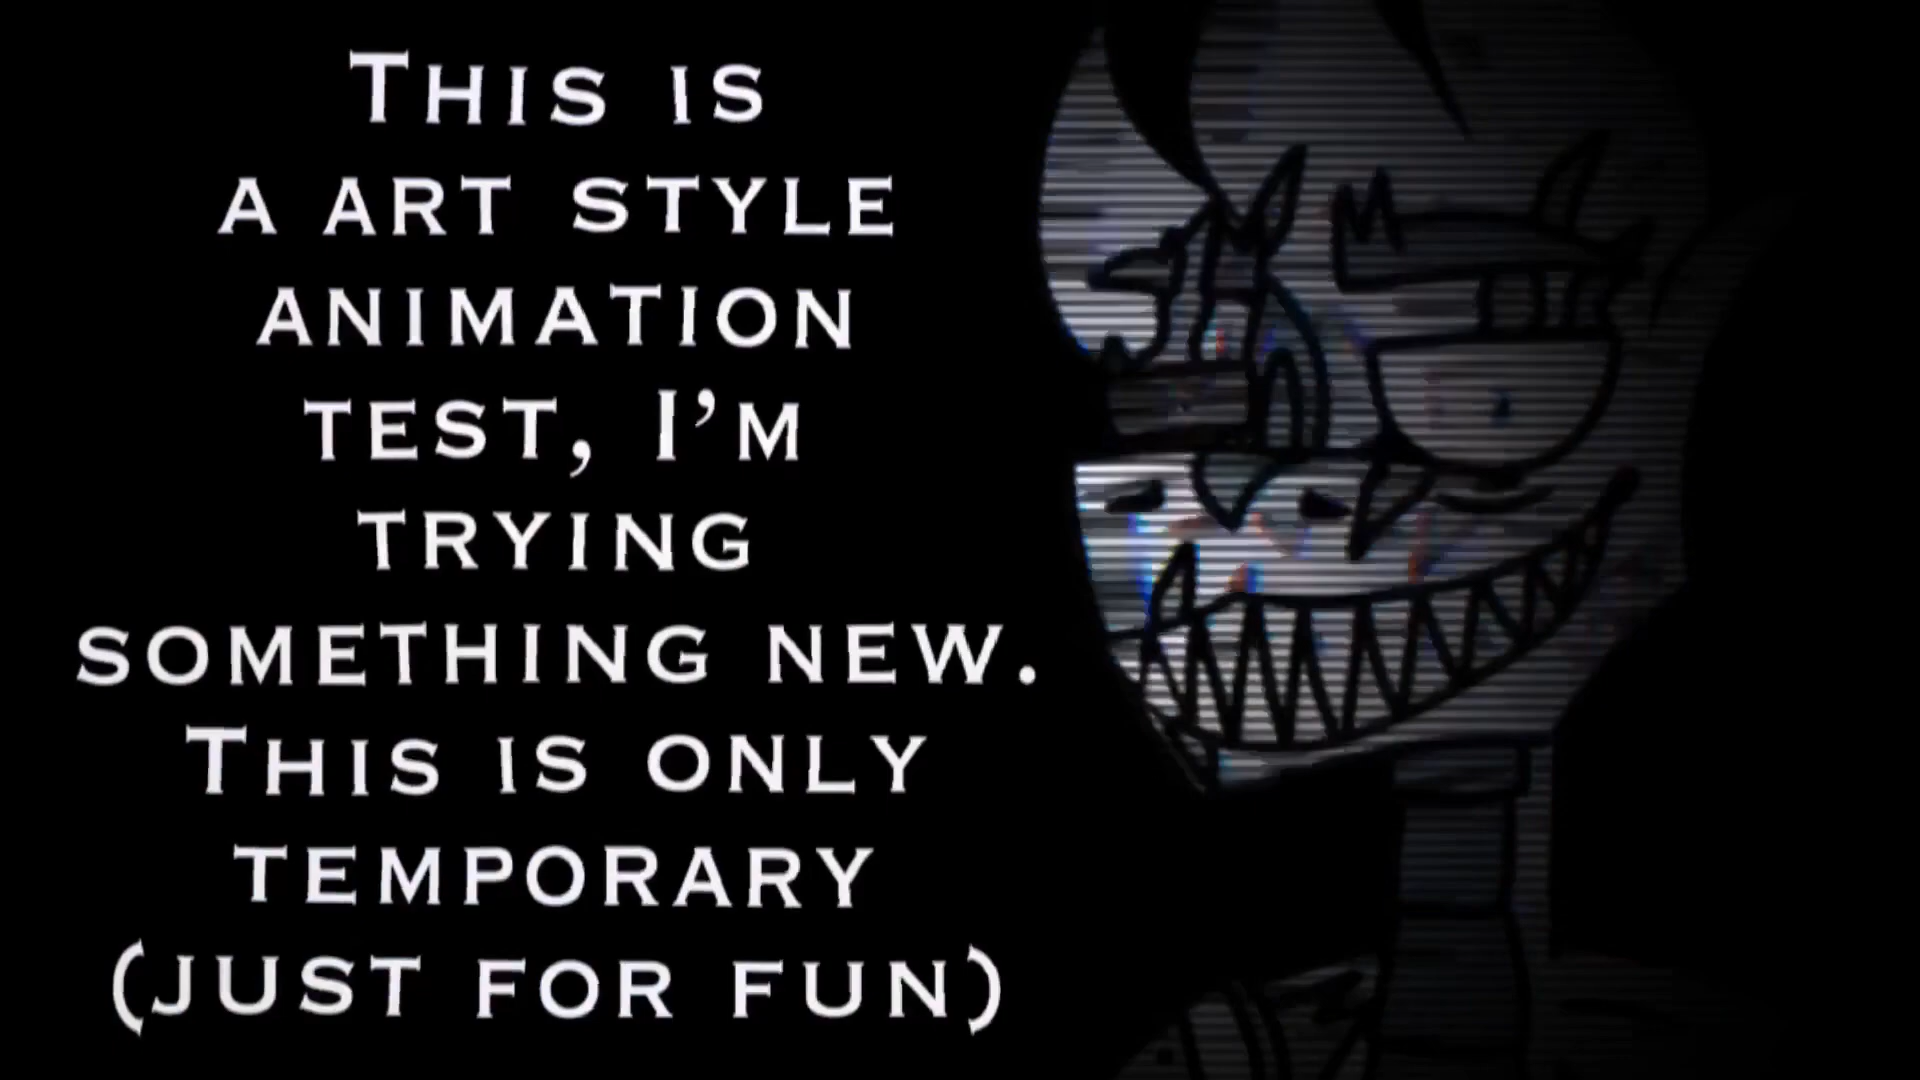 This is
a art style
animation
test, I'm
trying
something new.
This is only
temporary
(just for fun)